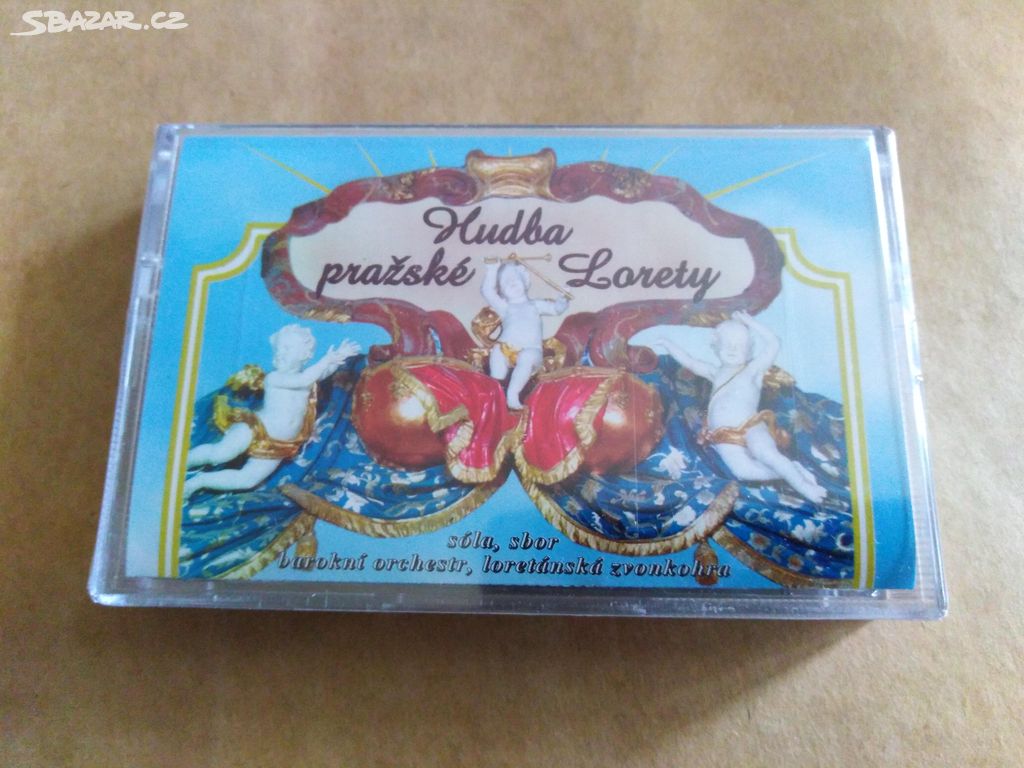 SBAZAR.CZ
Hudba
pražské Lorety
sóla, sbor
barokní orchestr, loretánská zvonkohra